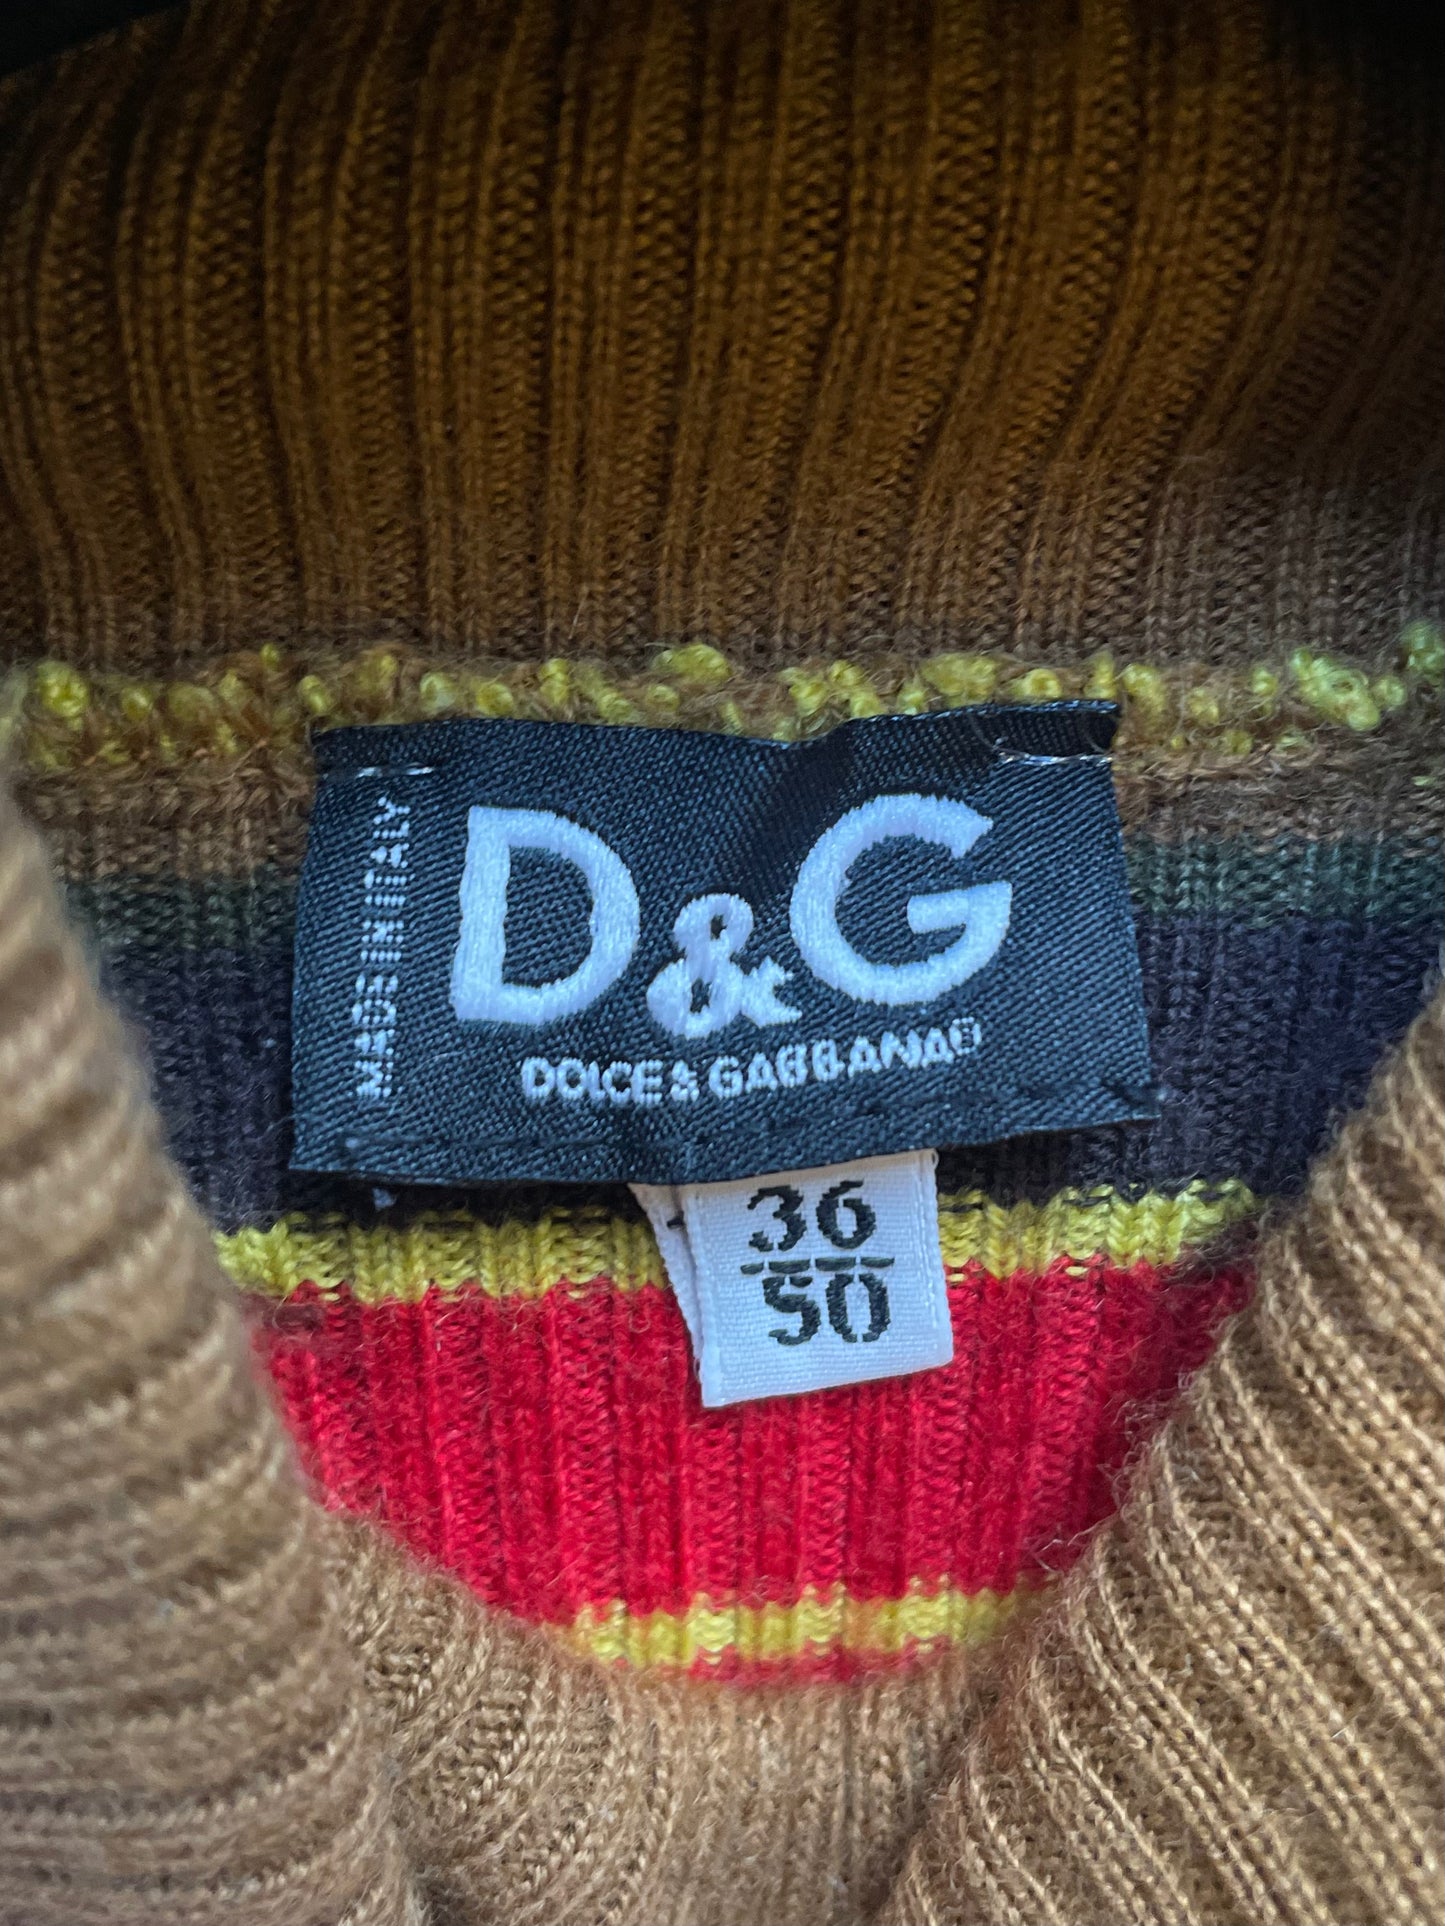 MADE IN ITALY
D&G
DOLCE & GABBANA®
36
50